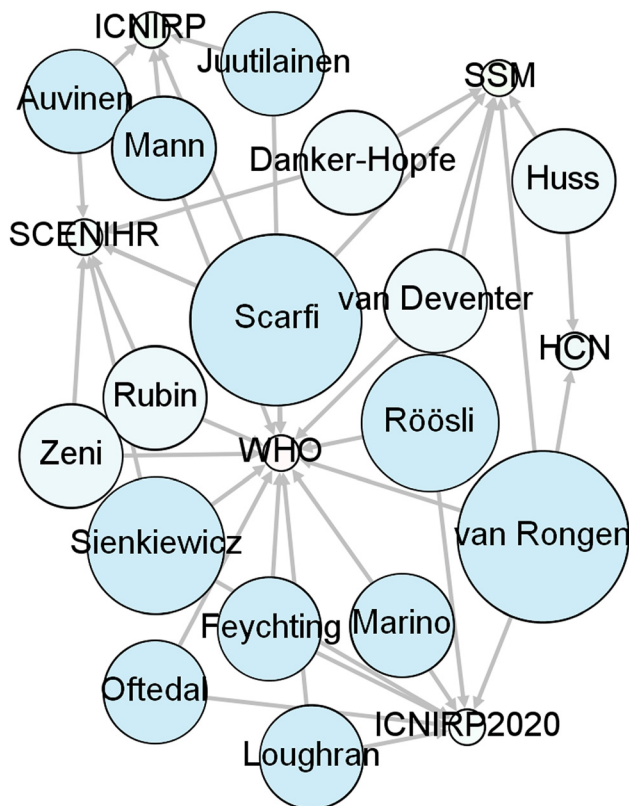 ICNIRP
Juutilainen
SSM
Auvinen
Mann
Danker-Hopfe
Huss
SCENIHR
van Deventer
Scarfi
HCN
Rubin
Röösli
Zeni
WHO
Sienkiewicz
van Rongen
Feychting
Marino
Oftedal
ICNIRP2020
Loughran